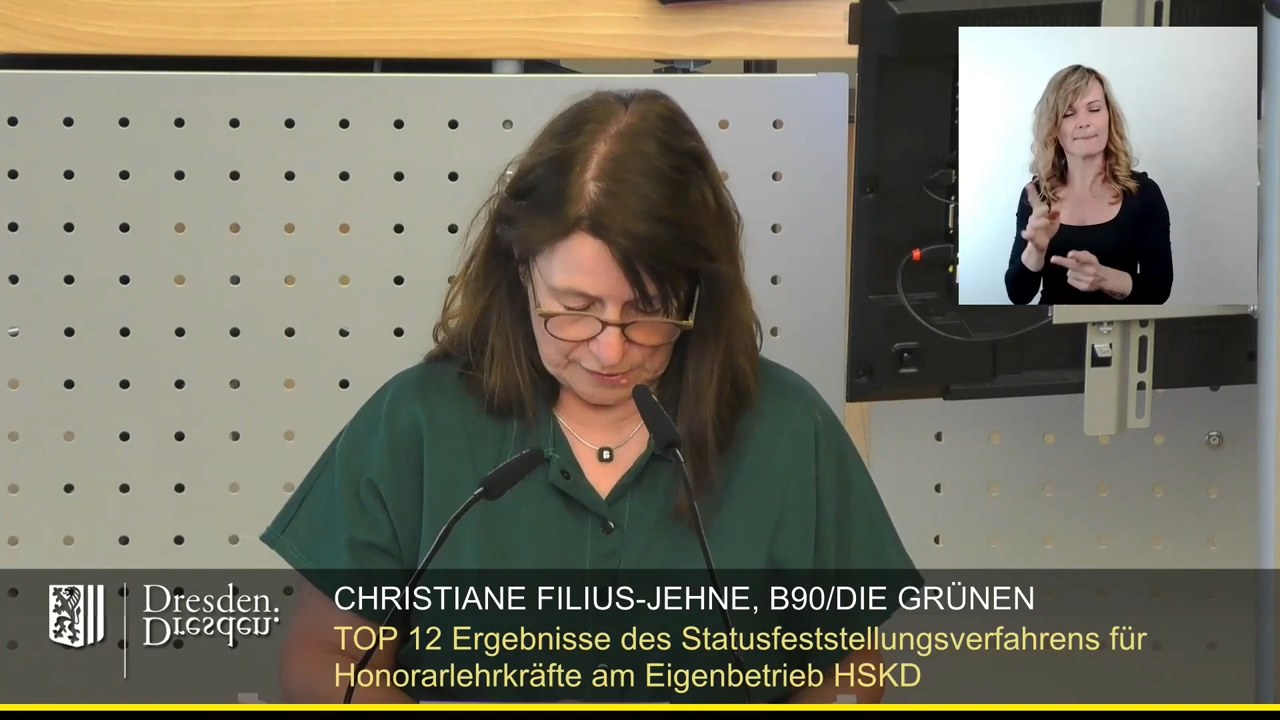 Dresden.
Dresden.
CHRISTIANE FILIUS-JEHNE, B90/DIE GRÜNEN
TOP 12 Ergebnisse des Statusfeststellungsverfahrens für
Honorarlehrkräfte am Eigenbetrieb HSKD